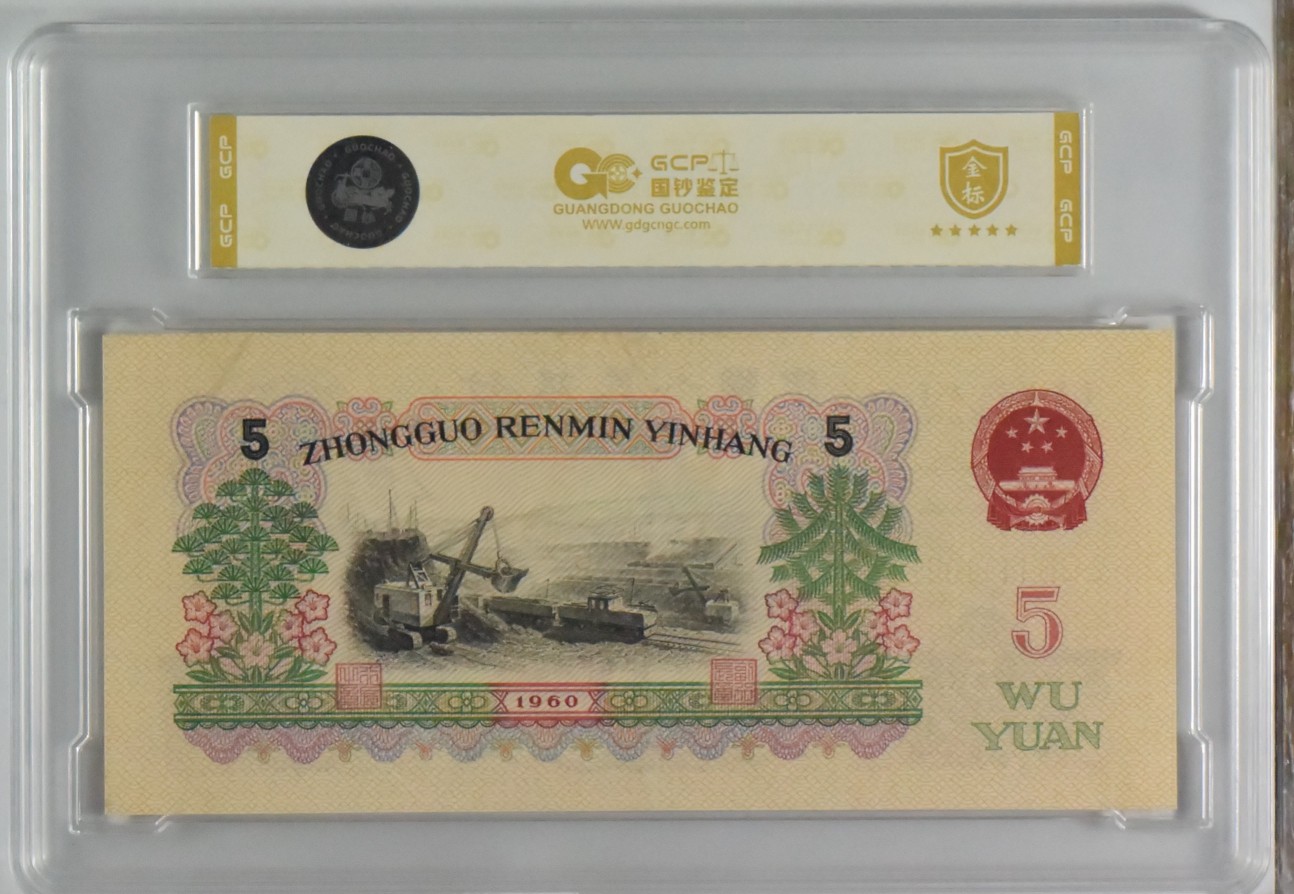 GCP
GCP
GUOCHAO
GCP
国钞鉴定
GUANGDONG GUOCHAO
WWW.gdgcngc.com
金标
GCP
GCP
5
ZHONGGUO RENMIN YINHANG
5
1960
5
WU
YUAN